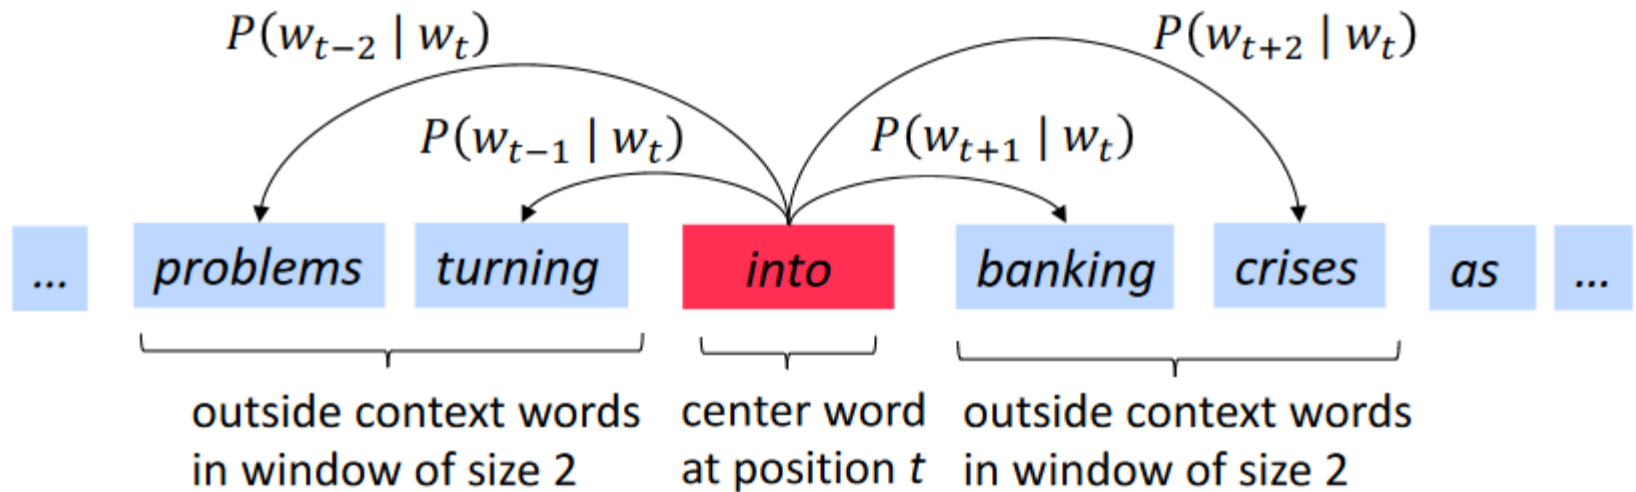 P(w_{t−2} | w_t)
P(w_{t+2} | w_t)
P(w_{t−1} | w_t)
P(w_{t+1} | w_t)
... problems turning into banking crises as ...
outside context words
in window of size 2
center word
at position t
outside context words
in window of size 2